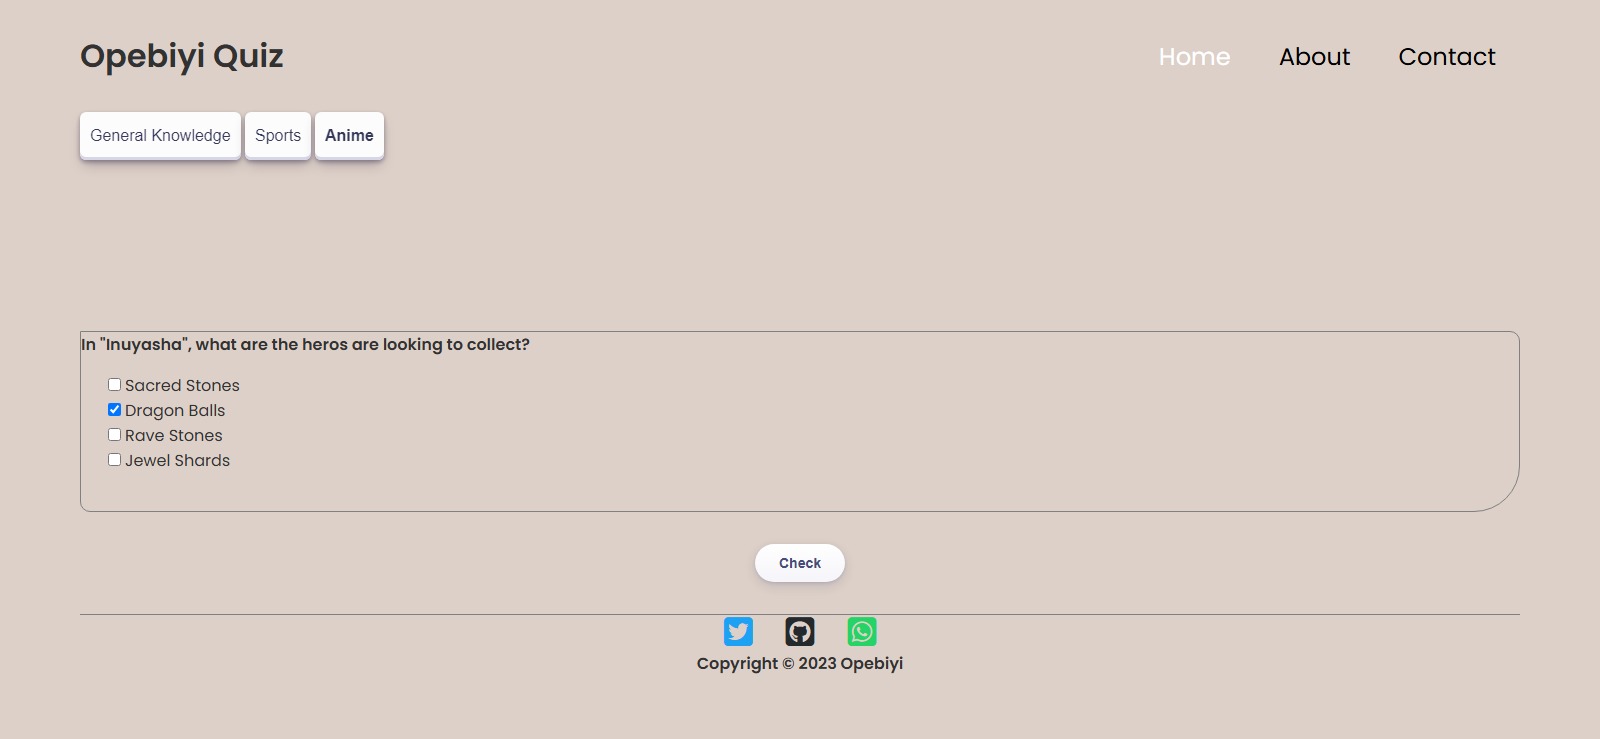 Opebiyi Quiz
Home About Contact
General Knowledge Sports Anime
In "Inuyasha", what are the heros are looking to collect?
Sacred Stones
Dragon Balls
Rave Stones
Jewel Shards
Check
Copyright © 2023 Opebiyi